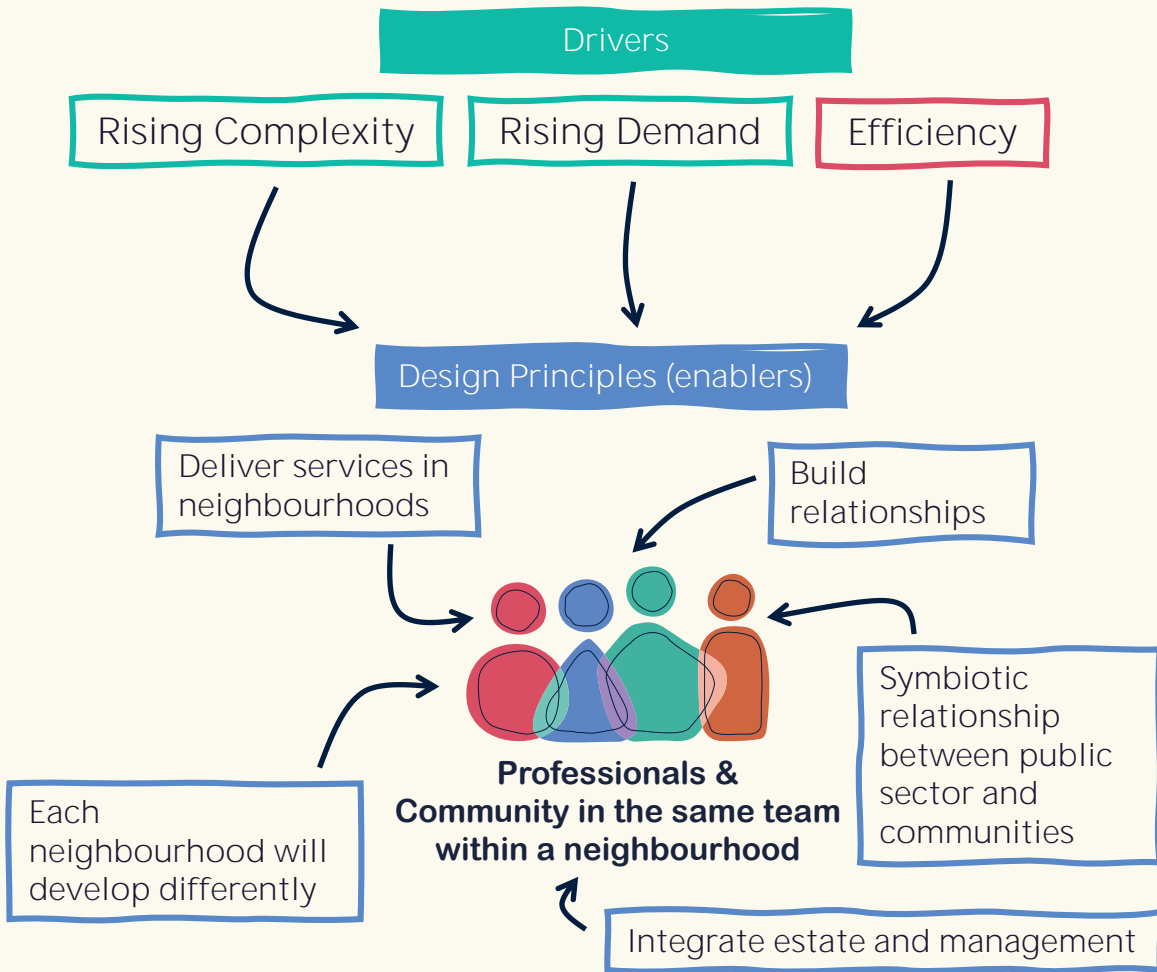 Drivers
Rising Complexity
Rising Demand
Efficiency
Design Principles (enablers)
Deliver services in
neighbourhoods
Build
relationships
Symbiotic
relationship
between public
sector and
communities
Professionals &
Community in the same team
within a neighbourhood
Each
neighbourhood will
develop differently
Integrate estate and management